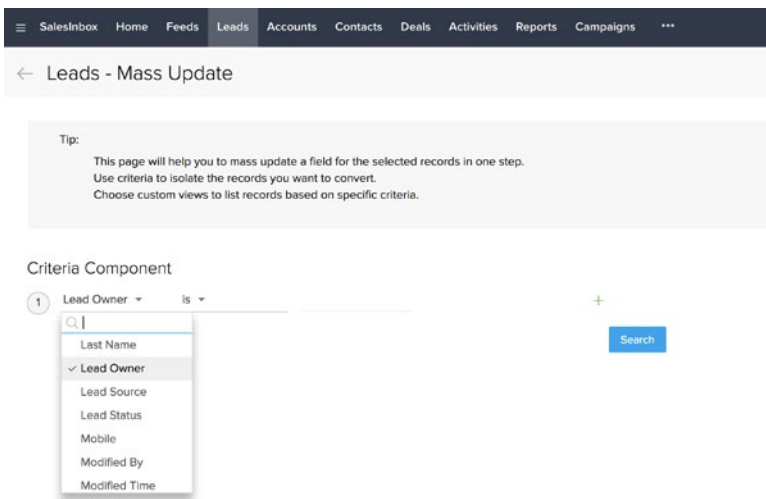 SalesInbox Home Feeds Leads Accounts Contacts Deals Activities Reports Campaigns ...
Leads - Mass Update
Tip:
This page will help you to mass update a field for the selected records in one step.
Use criteria to isolate the records you want to convert.
Choose custom views to list records based on specific criteria.
Criteria Component
1 Lead Owner is +
Search
Last Name
Lead Owner
Lead Source
Lead Status
Mobile
Modified By
Modified Time